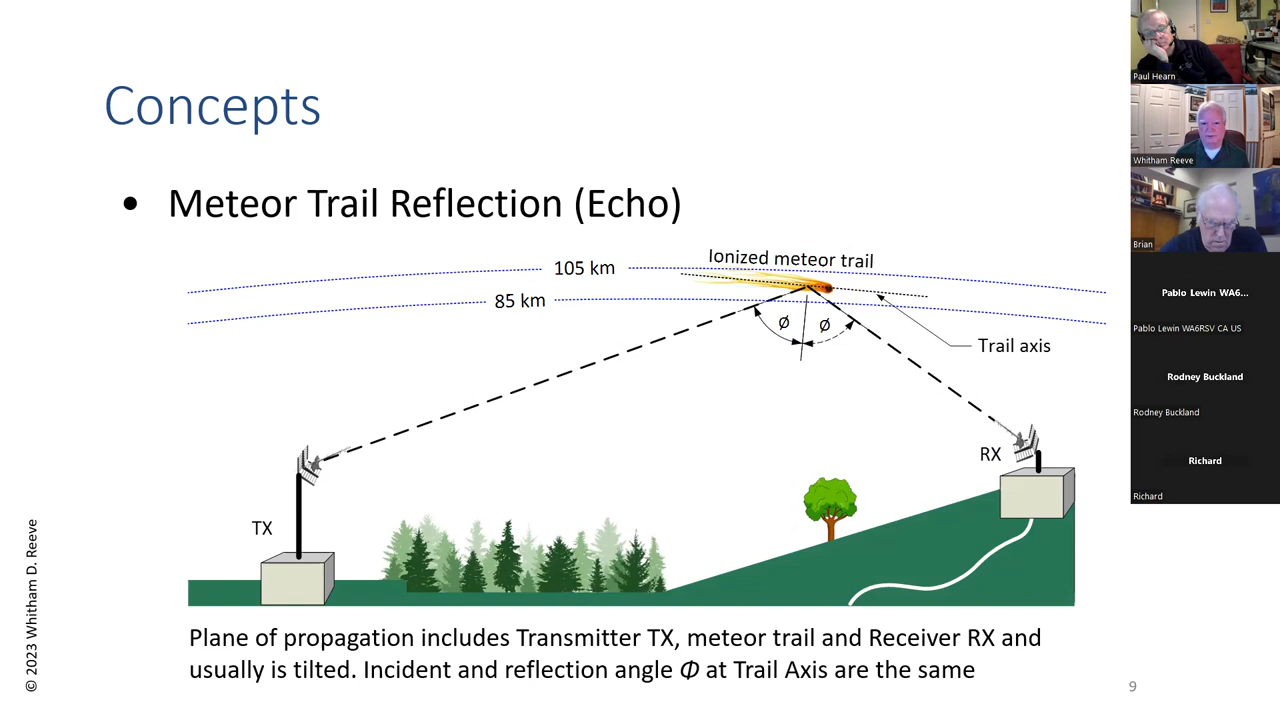 Concepts
• Meteor Trail Reflection (Echo)
Ionized meteor trail
105 km
85 km
Φ Φ
Trail axis
RX
TX
Plane of propagation includes Transmitter TX, meteor trail and Receiver RX and
usually is tilted. Incident and reflection angle Φ at Trail Axis are the same
9
© 2023 Whitham D. Reeve
Paul Hearn
Whitham Reeve
Brian
Pablo Lewin WA6...
Pablo Lewin WA6RSV CA US
Rodney Buckland
Rodney Buckland
Richard
Richard